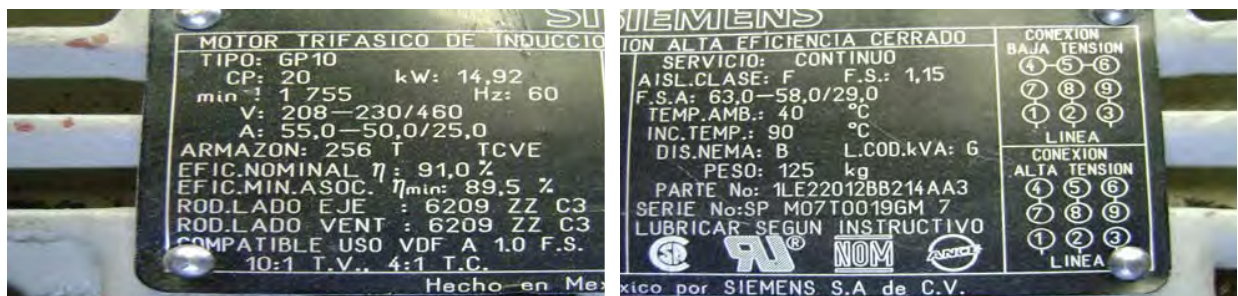 SI
MOTOR TRIFASICO DE INDUCCIO
TIPO: GP10
CP: 20 kW: 14,92
min⁻¹: 1 755 Hz: 60
V: 208–230/460
A: 55,0–50,0/25,0
ARMAZON: 256 T TCVE
EFIC.NOMINAL η: 91,0 %
EFIC.MIN.ASOC. ηmin: 89,5 %
ROD.LADO EJE : 6209 ZZ C3
ROD.LADO VENT : 6209 ZZ C3
COMPATIBLE USO VDF A 1.0 F.S.
10:1 T.V., 4:1 T.C.
Hecho en Mex
SIEMENS
ION ALTA EFICIENCIA CERRADO
SERVICIO: CONTINUO
AISL.CLASE: F F.S.: 1,15
F.S.A: 63,0–58,0/29,0
TEMP.AMB.: 40 °C
INC.TEMP.: 90 °C
DIS.NEMA: B L.COD.kVA: G
PESO: 125 kg
PARTE No: 1LE22012BB214AA3
SERIE No:SP M07T0019GM 7
LUBRICAR SEGUN INSTRUCTIVO
SA RU ® NOM ANCE
xico por SIEMENS S.A de C.V.
CONEXION
BAJA TENSION
4 5 6
7 8 9
1 2 3
LINEA
CONEXION
ALTA TENSION
4 5 6
7 8 9
1 2 3
LINEA